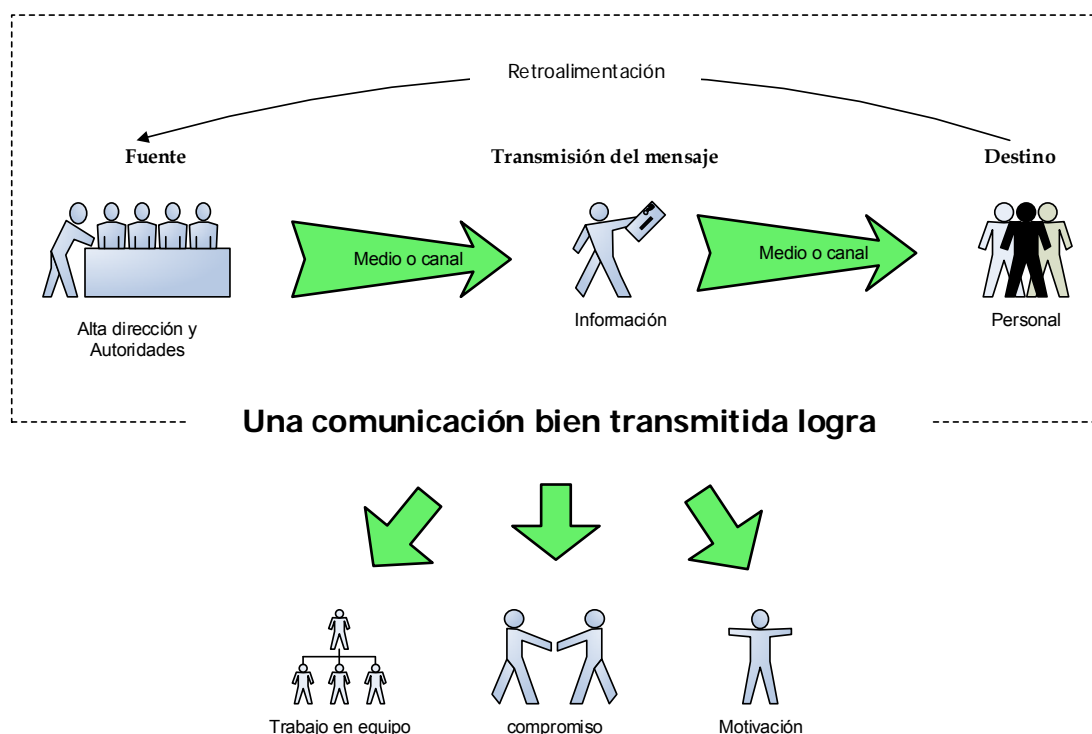 Retroalimentación
Fuente
Transmisión del mensaje
Destino
Medio o canal
Medio o canal
Alta dirección y
Autoridades
Información
Personal
Una comunicación bien transmitida logra
Trabajo en equipo
compromiso
Motivación